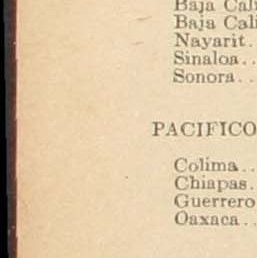 Baja Cali
Baja Cali
Nayarit.
Sinaloa..
Sonora..
PACIFICO
Colima..
Chiapas.
Guerrero
Oaxaca..